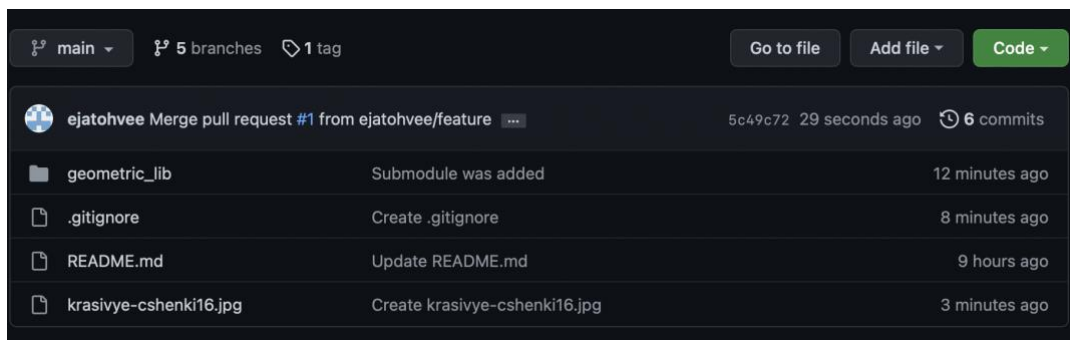 main 5 branches 1 tag Go to file Add file Code
ejatohvee Merge pull request #1 from ejatohvee/feature ... 5c49c72 29 seconds ago 6 commits
geometric_lib Submodule was added 12 minutes ago
.gitignore Create .gitignore 8 minutes ago
README.md Update README.md 9 hours ago
krasivye-cshenki16.jpg Create krasivye-cshenki16.jpg 3 minutes ago